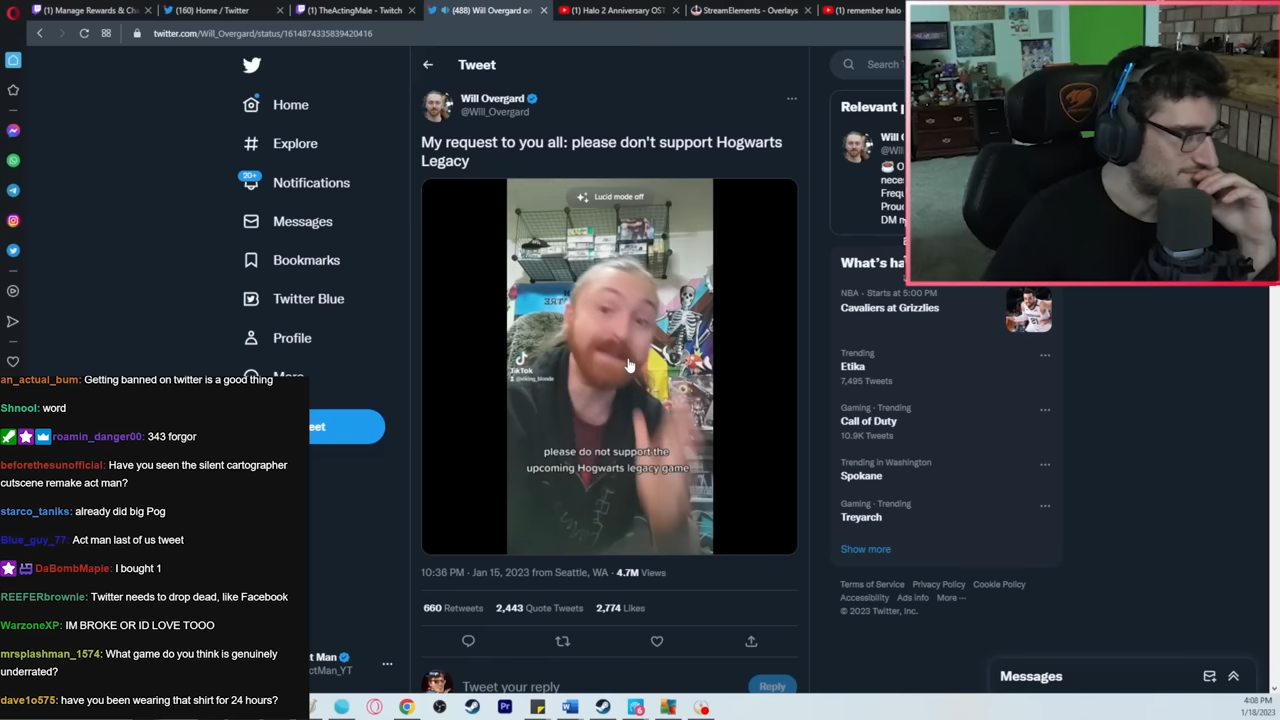 (1) Manage Rewards & Cha
(160) Home / Twitter
(1) TheActingMale - Twitch
(488) Will Overgard on
(1) Halo 2 Anniversary OST
StreamElements - Overlays
(1) remember halo
twitter.com/Will_Overgard/status/1614874335839420416
Home
Explore
20+
Notifications
Messages
Bookmarks
Twitter Blue
Profile
Tweet
Will Overgard
@Will_Overgard
My request to you all: please don't support Hogwarts
Legacy
Lucid mode off
TikTok
please do not support the
upcoming Hogwarts legacy game
10:36 PM · Jan 15, 2023 from Seattle, WA · 4.7M Views
660 Retweets 2,443 Quote Tweets 2,774 Likes
Tweet your reply
Reply
Search
Relevant
Will
What's ha
NBA · Starts at 5:00 PM
Cavaliers at Grizzlies
Trending
Etika
7,495 Tweets
Gaming · Trending
Call of Duty
10.9K Tweets
Trending in Washington
Spokane
Gaming · Trending
Treyarch
Show more
Terms of Service Privacy Policy Cookie Policy
Accessibility Ads info More ···
© 2023 Twitter, Inc.
Messages
an_actual_bum: Getting banned on twitter is a good thing
Shnool: word
roamin_danger00: 343 forgor
beforethesunofficial: Have you seen the silent cartographer
cutscene remake act man?
starco_taniks: already did big Pog
Blue_guy_77: Act man last of us tweet
DaBombMaple: I bought 1
REEFERbrownie: Twitter needs to drop dead, like Facebook
WarzoneXP: IM BROKE OR ID LOVE TOOO
mrsplashman_1574: What game do you think is genuinely
underrated?
dave1o575: have you been wearing that shirt for 24 hours?
t Man
ctMan_YT
4:08 PM
1/18/2023